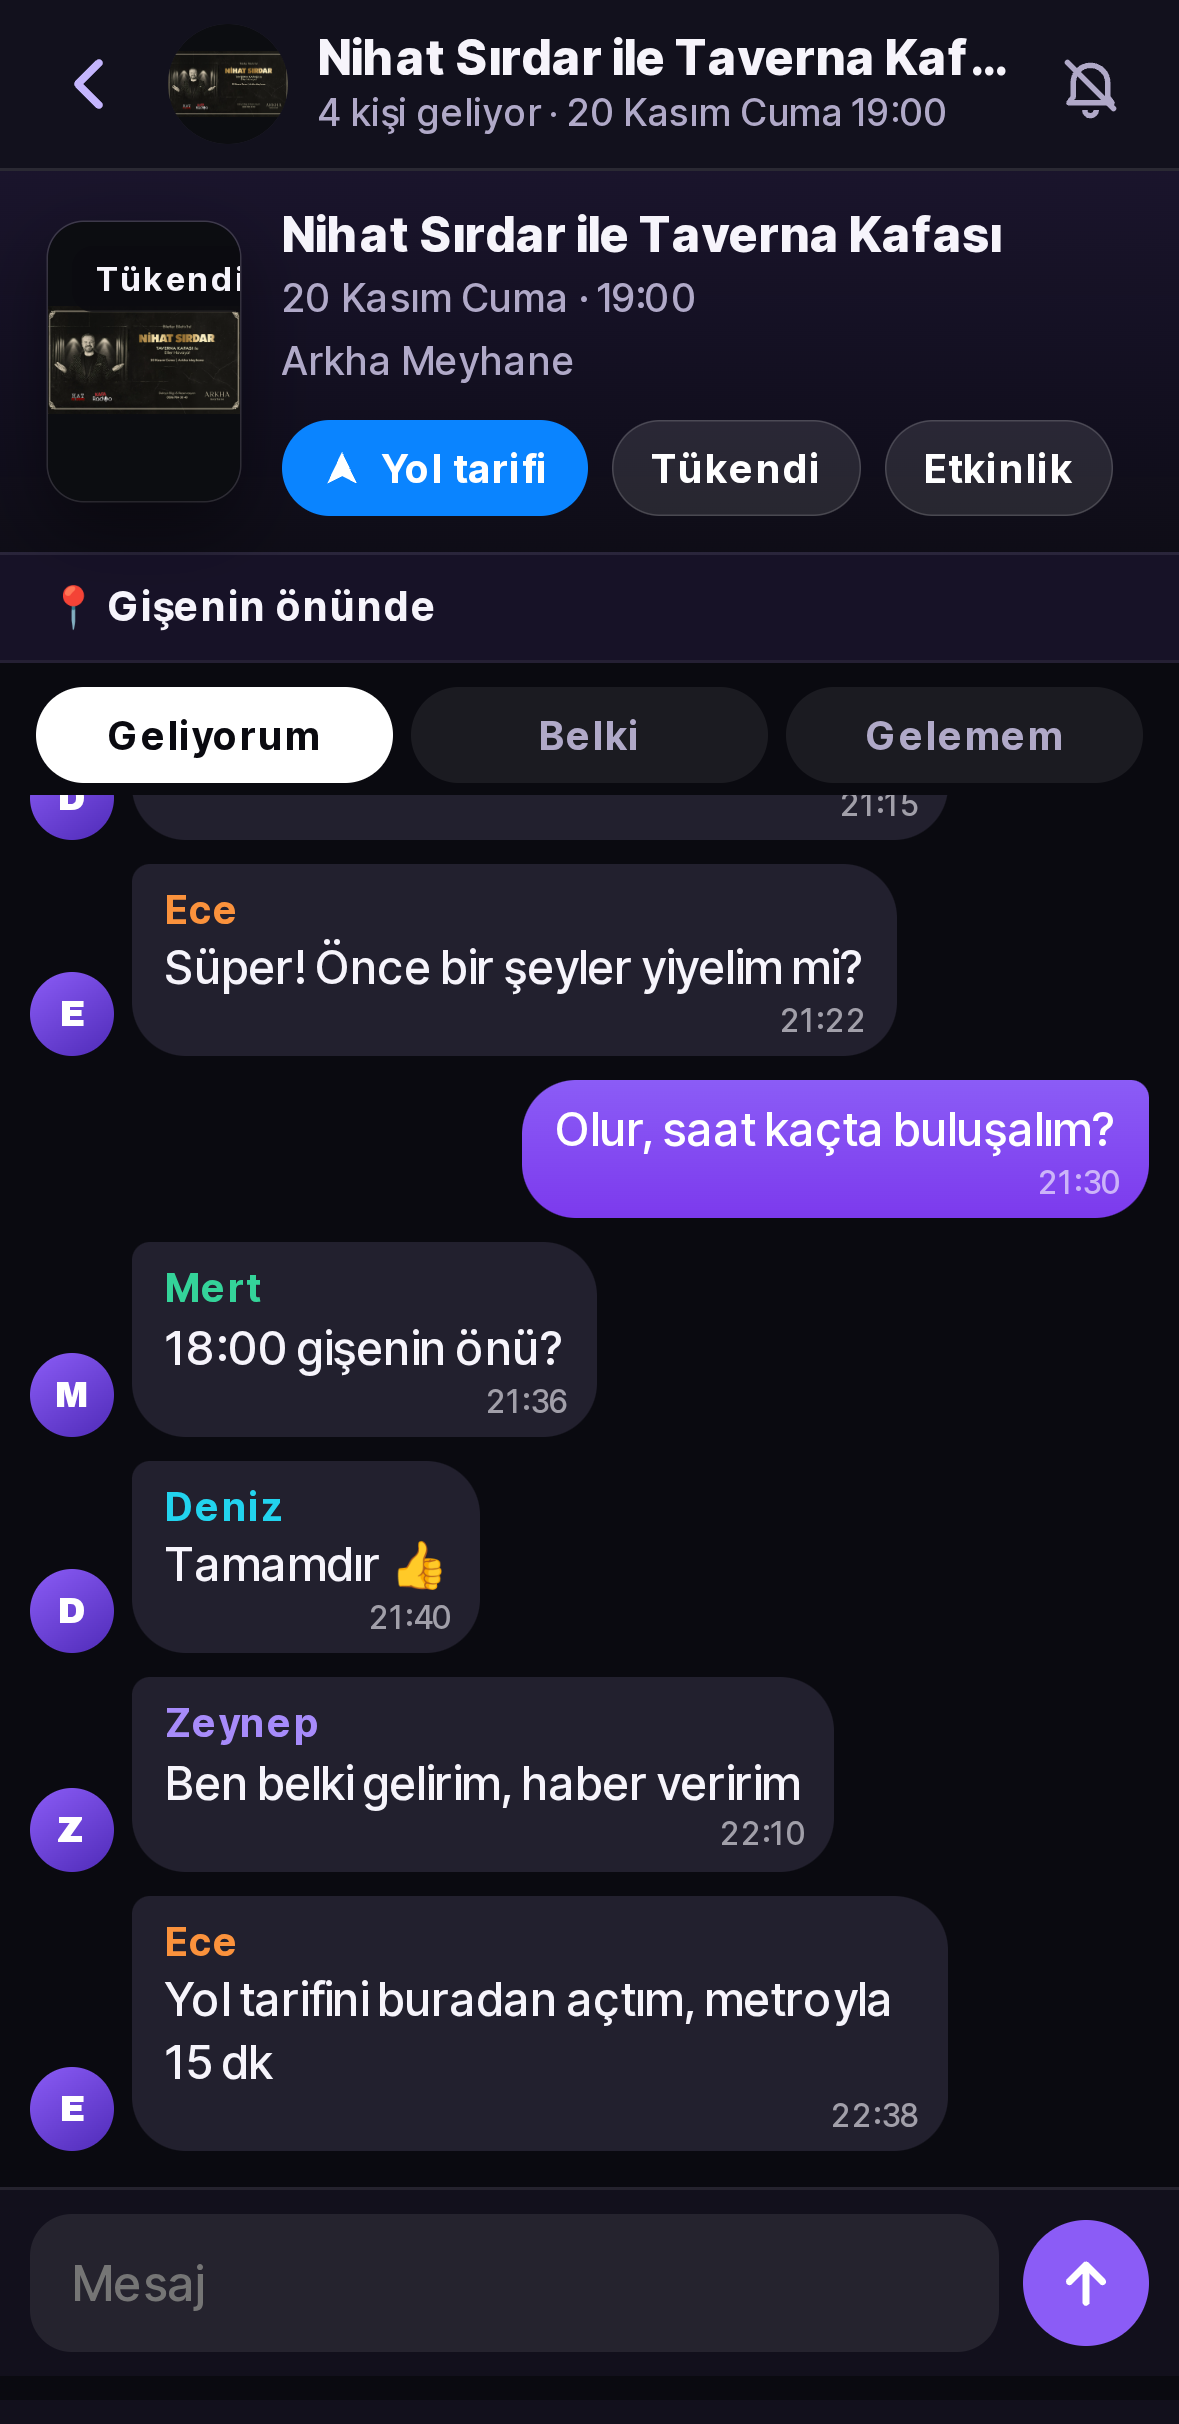 Nihat Sırdar ile Taverna Kaf...
4 kişi geliyor · 20 Kasım Cuma 19:00
Nihat Sırdar ile Taverna Kafası
20 Kasım Cuma · 19:00
Arkha Meyhane
Tükendi
NİHAT SIRDAR
ARKHA
Yol tarifi
Tükendi
Etkinlik
📍 Gişenin önünde
Geliyorum
Belki
Gelemem
D
21:15
Ece
Süper! Önce bir şeyler yiyelim mi?
21:22
E
Olur, saat kaçta buluşalım?
21:30
Mert
18:00 gişenin önü?
21:36
M
Deniz
Tamamdır 👍
21:40
D
Zeynep
Ben belki gelirim, haber veririm
22:10
Z
Ece
Yol tarifini buradan açtım, metroyla
15 dk
22:38
E
Mesaj